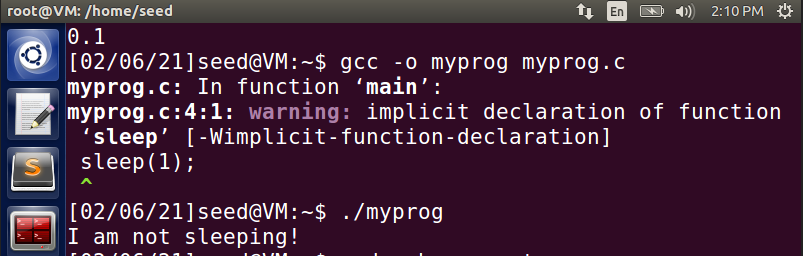 root@VM: /home/seed
En
2:10 PM
0.1
[02/06/21]seed@VM:~$ gcc -o myprog myprog.c
myprog.c: In function ‘main’:
myprog.c:4:1: warning: implicit declaration of function
‘sleep’ [-Wimplicit-function-declaration]
sleep(1);
^
[02/06/21]seed@VM:~$ ./myprog
I am not sleeping!